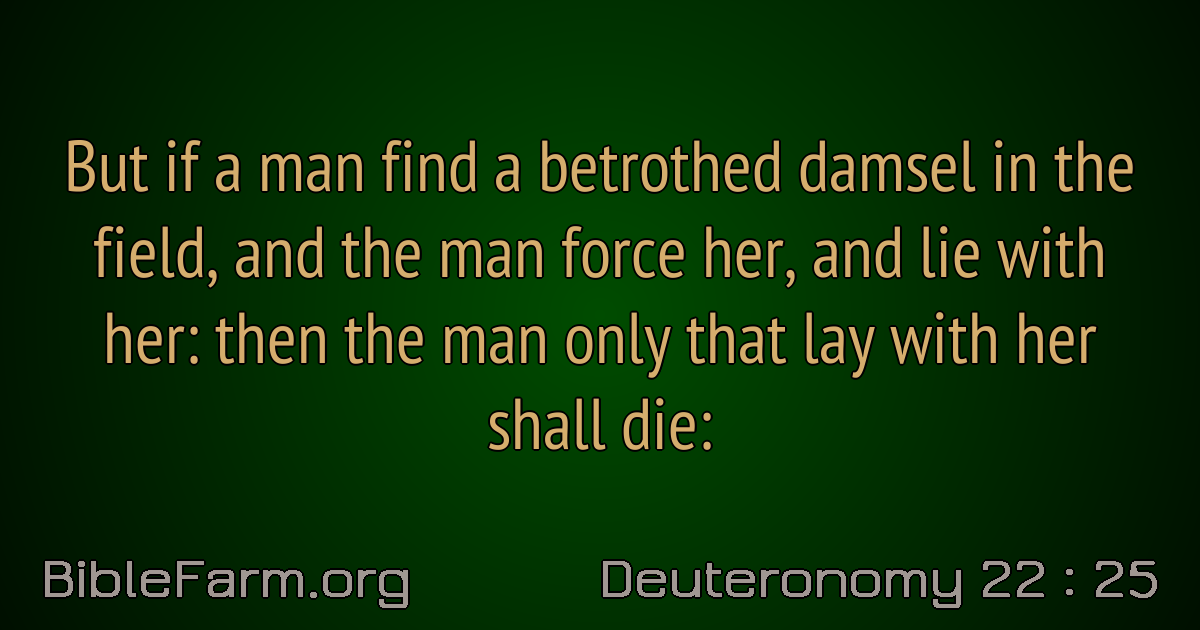 But if a man find a betrothed damsel in the
field, and the man force her, and lie with
her: then the man only that lay with her
shall die:
BibleFarm.org
Deuteronomy 22 : 25